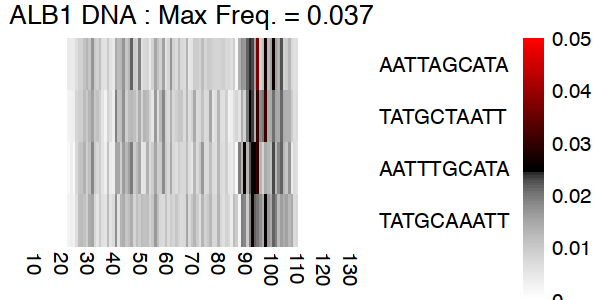 ALB1 DNA : Max Freq. = 0.037
AATTAGCATA
TATGCTAATT
AATTTGCATA
TATGCAAATT
0.05
0.04
0.03
0.02
0.01
0
10 20 30 40 50 60 70 80 90 100 110 120 130